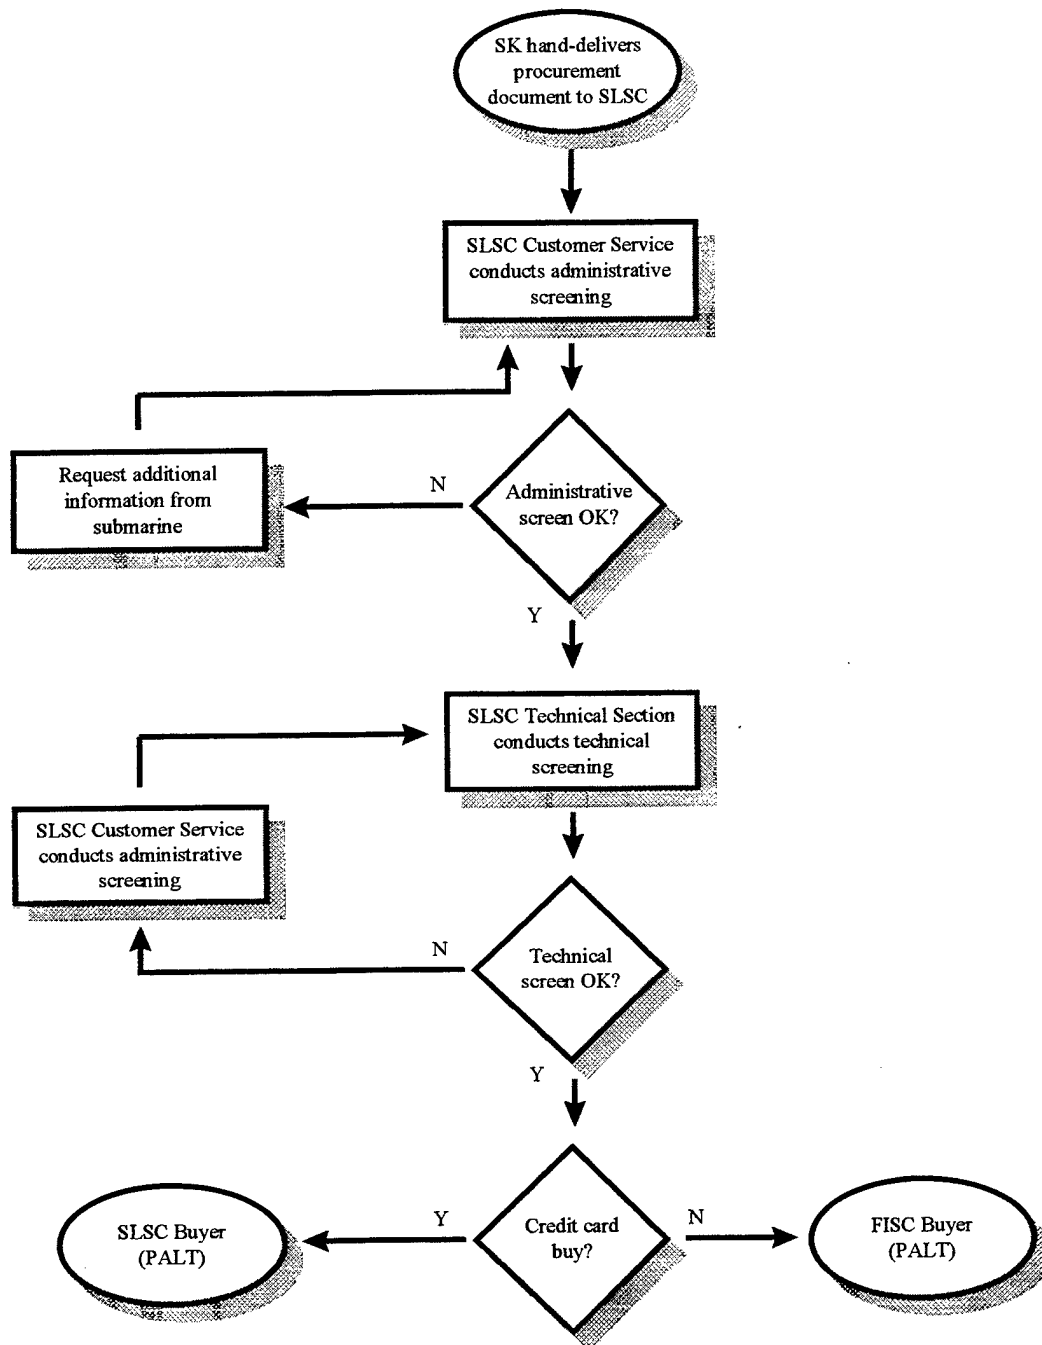 SK hand-delivers
procurement
document to SLSC
SLSC Customer Service
conducts administrative
screening
Request additional
information from
submarine
N
Administrative
screen OK?
Y
SLSC Technical Section
conducts technical
screening
SLSC Customer Service
conducts administrative
screening
N
Technical
screen OK?
Y
SLSC Buyer
(PALT)
Y
Credit card
buy?
N
FISC Buyer
(PALT)